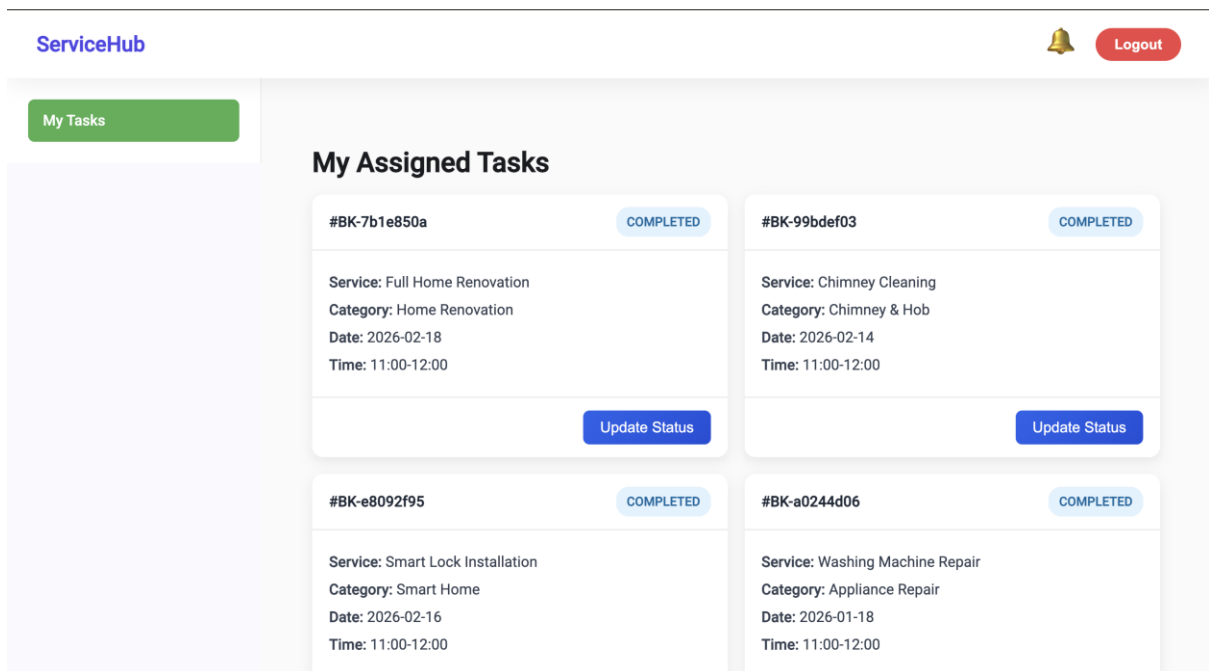 ServiceHub
Logout
My Tasks
My Assigned Tasks
#BK-7b1e850a COMPLETED
Service: Full Home Renovation
Category: Home Renovation
Date: 2026-02-18
Time: 11:00-12:00
Update Status
#BK-99bdef03 COMPLETED
Service: Chimney Cleaning
Category: Chimney & Hob
Date: 2026-02-14
Time: 11:00-12:00
Update Status
#BK-e8092f95 COMPLETED
Service: Smart Lock Installation
Category: Smart Home
Date: 2026-02-16
Time: 11:00-12:00
#BK-a0244d06 COMPLETED
Service: Washing Machine Repair
Category: Appliance Repair
Date: 2026-01-18
Time: 11:00-12:00